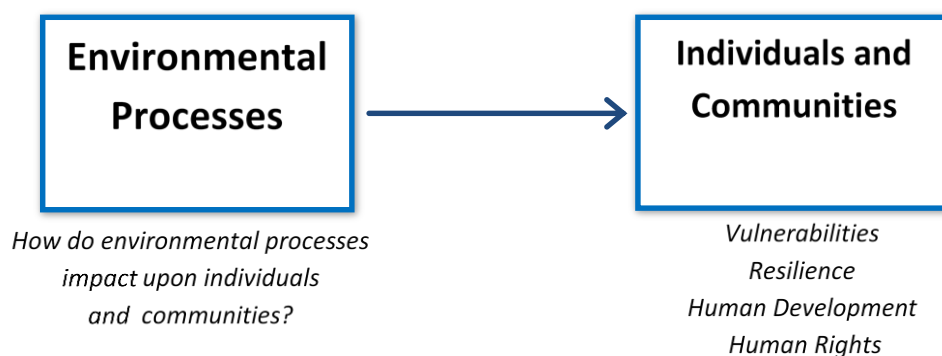 Environmental
Processes
How do environmental processes
impact upon individuals
and communities?
Individuals and
Communities
Vulnerabilities
Resilience
Human Development
Human Rights